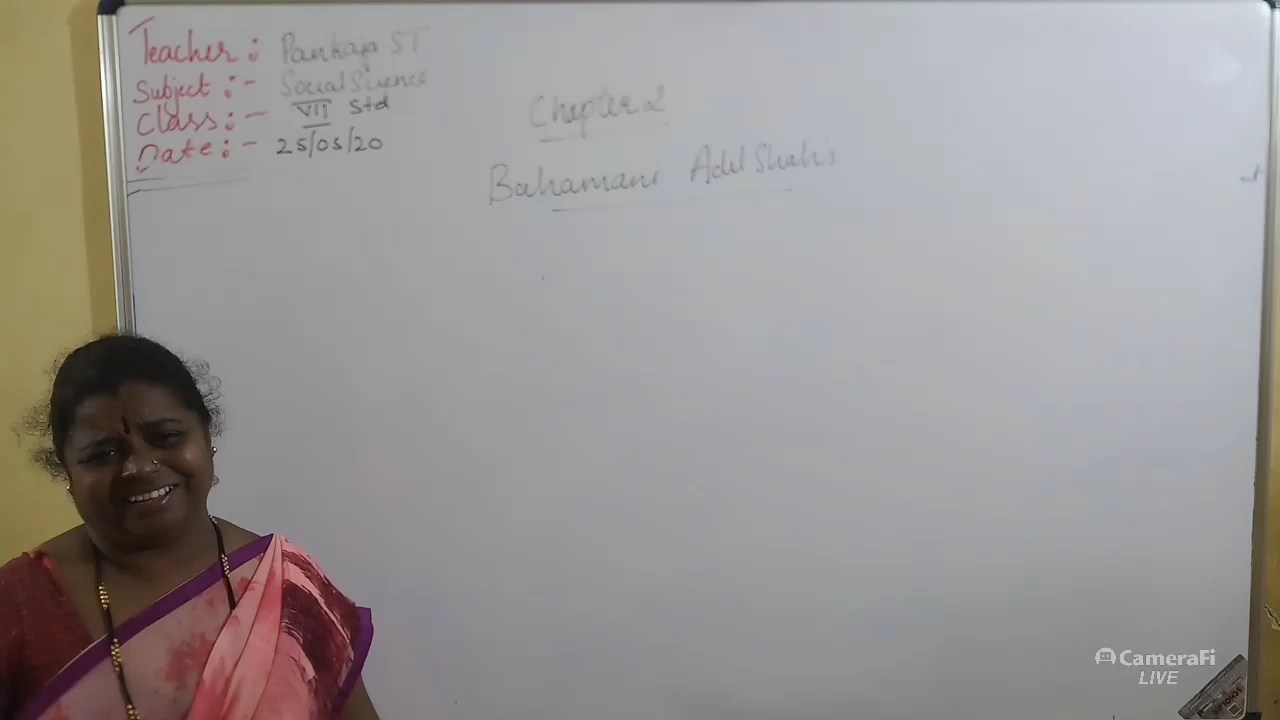 Teacher : Pankaja ST
Subject :- Social Science
Class :- VII Std
Date :- 25/05/20
Chapter 2
Bahamani Adil Shahi's
CameraFi
LIVE